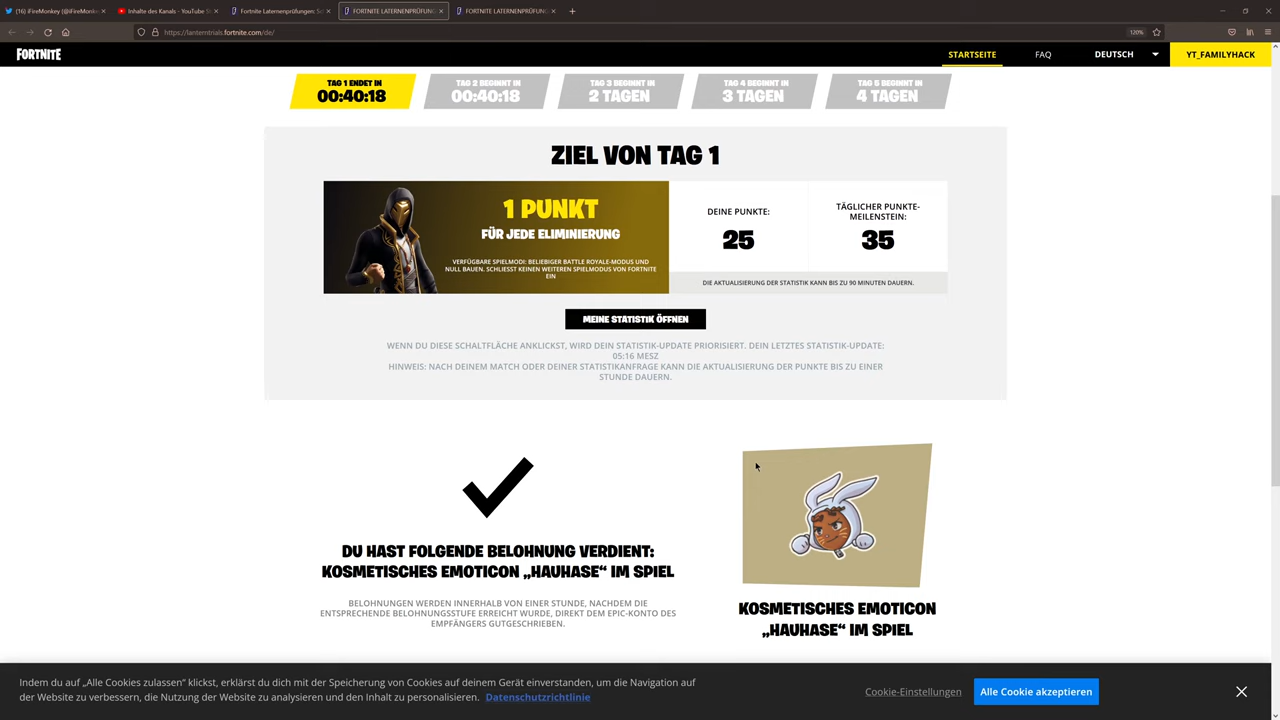 (16) iFireMonkey (@iFireMonke
Inhalte des Kanals - YouTube St
Fortnite Laternenprüfungen: Sc
FORTNITE LATERNENPRÜFUNG
FORTNITE LATERNENPRÜFUNG
https://lanterntrials.fortnite.com/de/
120%
FORTNITE
STARTSEITE
FAQ
DEUTSCH
YT_FAMILYHACK
TAG 1 ENDET IN
00:40:18
TAG 2 BEGINNT IN
00:40:18
TAG 3 BEGINNT IN
2 TAGEN
TAG 4 BEGINNT IN
3 TAGEN
TAG 5 BEGINNT IN
4 TAGEN
ZIEL VON TAG 1
1 PUNKT
FÜR JEDE ELIMINIERUNG
VERFÜGBARE SPIELMODI: BELIEBIGER BATTLE ROYALE-MODUS UND
NULL BAUEN. SCHLIESST KEINEN WEITEREN SPIELMODUS VON FORTNITE
EIN
DEINE PUNKTE:
25
TÄGLICHER PUNKTE-
MEILENSTEIN:
35
DIE AKTUALISIERUNG DER STATISTIK KANN BIS ZU 90 MINUTEN DAUERN.
MEINE STATISTIK ÖFFNEN
WENN DU DIESE SCHALTFLÄCHE ANKLICKST, WIRD DEIN STATISTIK-UPDATE PRIORISIERT. DEIN LETZTES STATISTIK-UPDATE:
05:16 MESZ
HINWEIS: NACH DEINEM MATCH ODER DEINER STATISTIKANFRAGE KANN DIE AKTUALISIERUNG DER PUNKTE BIS ZU EINER
STUNDE DAUERN.
DU HAST FOLGENDE BELOHNUNG VERDIENT:
KOSMETISCHES EMOTICON „HAUHASE“ IM SPIEL
BELOHNUNGEN WERDEN INNERHALB VON EINER STUNDE, NACHDEM DIE
ENTSPRECHENDE BELOHNUNGSSTUFE ERREICHT WURDE, DIREKT DEM EPIC-KONTO DES
EMPFÄNGERS GUTGESCHRIEBEN.
KOSMETISCHES EMOTICON
„HAUHASE“ IM SPIEL
Indem du auf „Alle Cookies zulassen“ klickst, erklärst du dich mit der Speicherung von Cookies auf deinem Gerät einverstanden, um die Navigation auf
der Website zu verbessern, die Nutzung der Website zu analysieren und den Inhalt zu personalisieren. Datenschutzrichtlinie
Cookie-Einstellungen
Alle Cookie akzeptieren